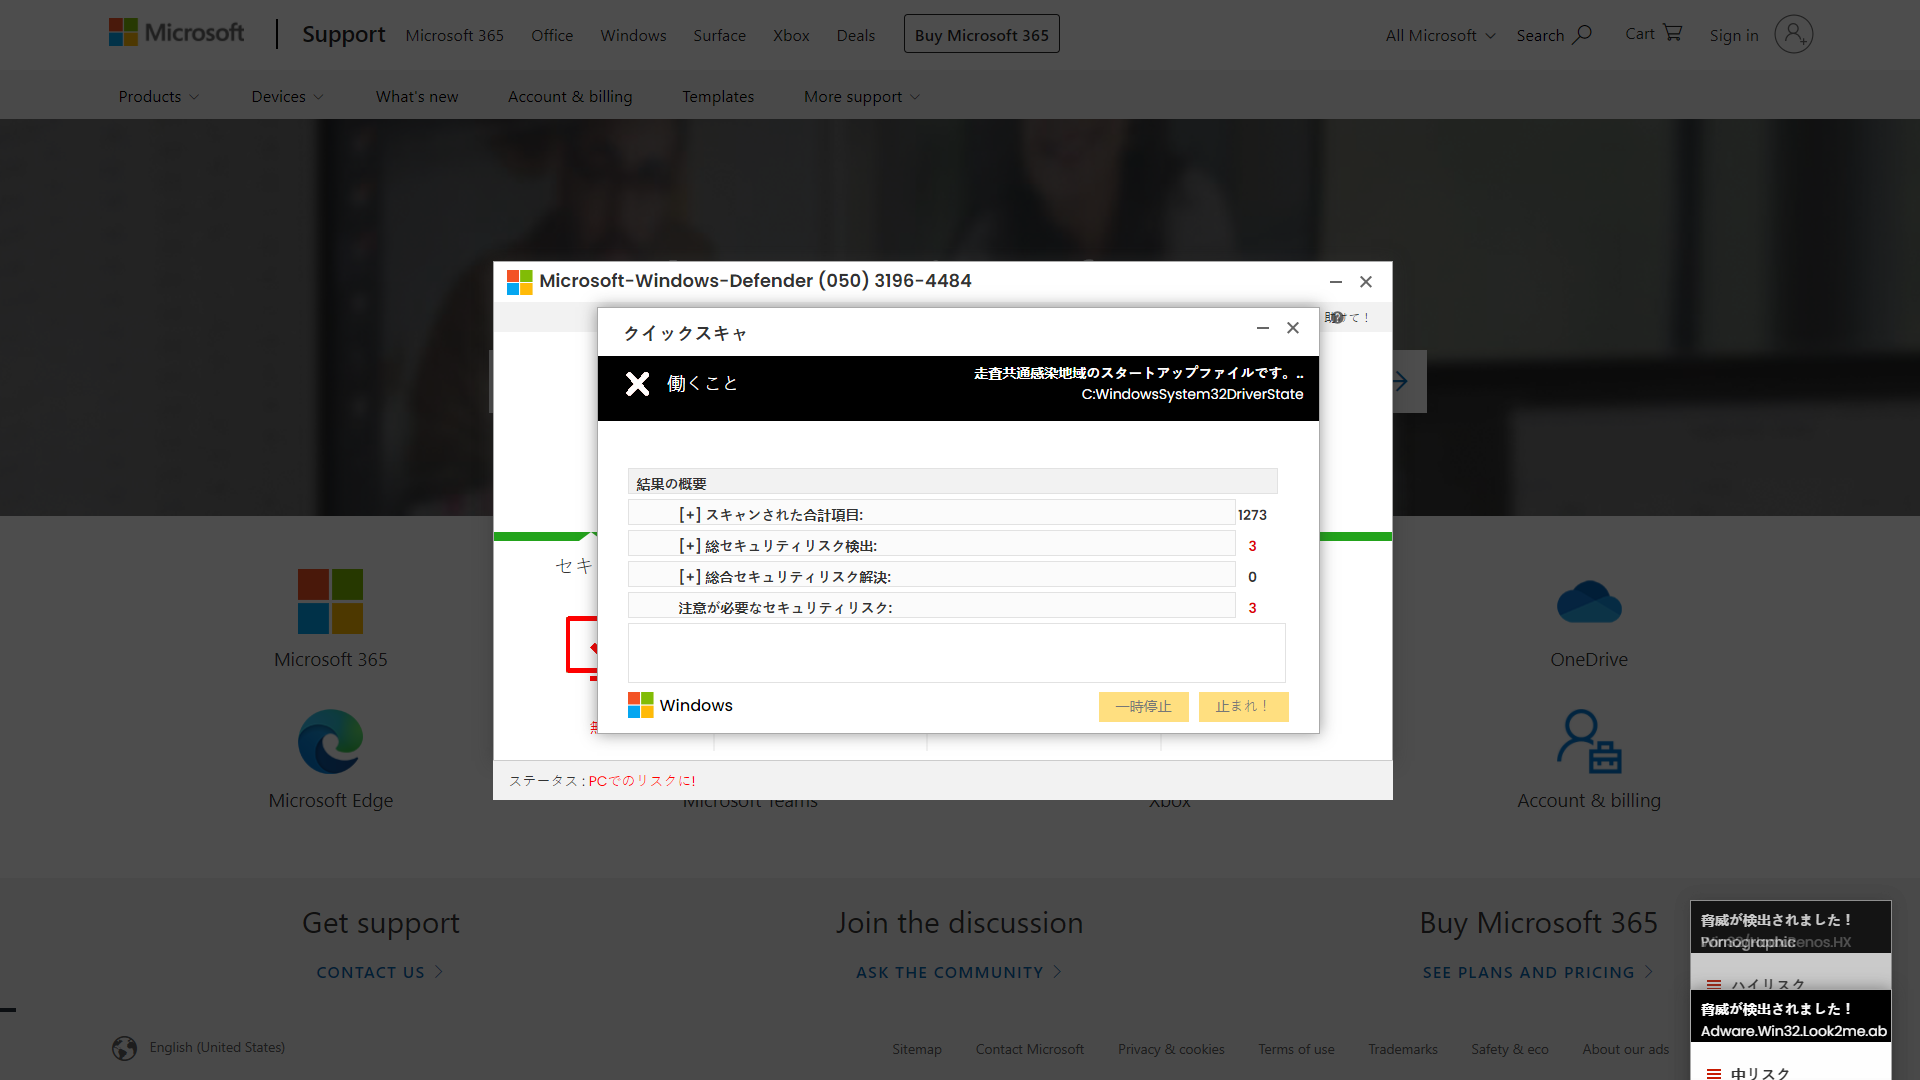 Microsoft
Support
Microsoft 365
Office
Windows
Surface
Xbox
Deals
Buy Microsoft 365
All Microsoft
Search
Cart
Sign in
Products
Devices
What's new
Account & billing
Templates
More support
Microsoft-Windows-Defender (050) 3196-4484
クイックスキャ
働くこと
走査共通感染地域のスタートアップファイルです。..
C:WindowsSystem32DriverState
結果の概要
[+] スキャンされた合計項目: 1273
[+] 総セキュリティリスク検出: 3
[+] 総合セキュリティリスク解決: 0
注意が必要なセキュリティリスク: 3
Windows
一時停止
止まれ！
セキ
ステータス : PCでのリスクに!
Microsoft 365
OneDrive
Microsoft Edge
Microsoft Teams
Xbox
Account & billing
Get support
CONTACT US
Join the discussion
ASK THE COMMUNITY
Buy Microsoft 365
SEE PLANS AND PRICING
脅威が検出されました！
Pornographic
ハイリスク
脅威が検出されました！
Adware.Win32.Look2me.ab
中リスク
English (United States)
Sitemap
Contact Microsoft
Privacy & cookies
Terms of use
Trademarks
Safety & eco
About our ads